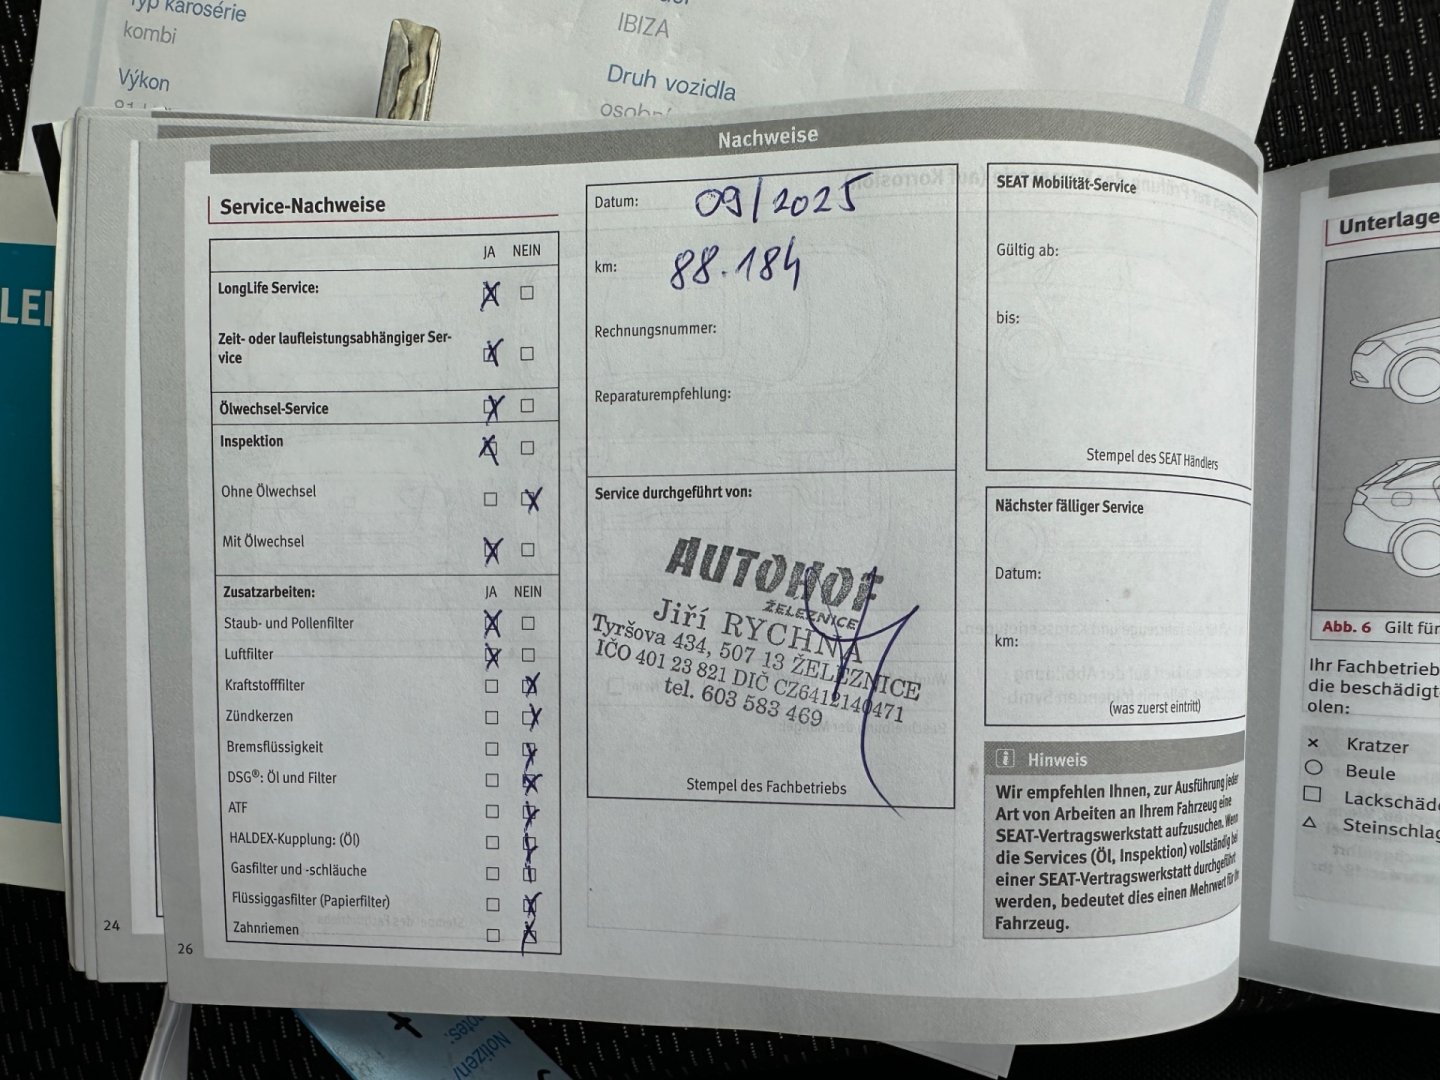 Typ karosérie
kombi
Výkon
IBIZA
Druh vozidla
osobní
LEI
Nachweise
Service-Nachweise
JA NEIN
LongLife Service:
Zeit- oder laufleistungsabhängiger Ser-
vice
Ölwechsel-Service
Inspektion
Ohne Ölwechsel
Mit Ölwechsel
Zusatzarbeiten: JA NEIN
Staub- und Pollenfilter
Luftfilter
Kraftstofffilter
Zündkerzen
Bremsflüssigkeit
DSG®: Öl und Filter
ATF
HALDEX-Kupplung: (Öl)
Gasfilter und -schläuche
Flüssiggasfilter (Papierfilter)
Zahnriemen
24
26
Datum: 09/2025
km: 88.184
Rechnungsnummer:
Reparaturempfehlung:
Service durchgeführt von:
AUTOHOF
ŽELEZNICE
Jiří RYCHNA
Tyršova 434, 507 13 ŽELEZNICE
IČO 401 23 821 DIČ CZ6412140471
tel. 603 583 469
Stempel des Fachbetriebs
SEAT Mobilität-Service
Gültig ab:
bis:
Stempel des SEAT Händlers
Nächster fälliger Service
Datum:
km:
(was zuerst eintritt)
i Hinweis
Wir empfehlen Ihnen, zur Ausführung jeder
Art von Arbeiten an Ihrem Fahrzeug eine
SEAT-Vertragswerkstatt aufzusuchen. Wenn
die Services (Öl, Inspektion) vollständig bei
einer SEAT-Vertragswerkstatt durchgeführt
werden, bedeutet dies einen Mehrwert für Ihr
Fahrzeug.
Unterlage
Abb. 6 Gilt für
Ihr Fachbetrieb
die beschädigt
olen:
Kratzer
Beule
Lackschäde
Steinschlag
Notizen